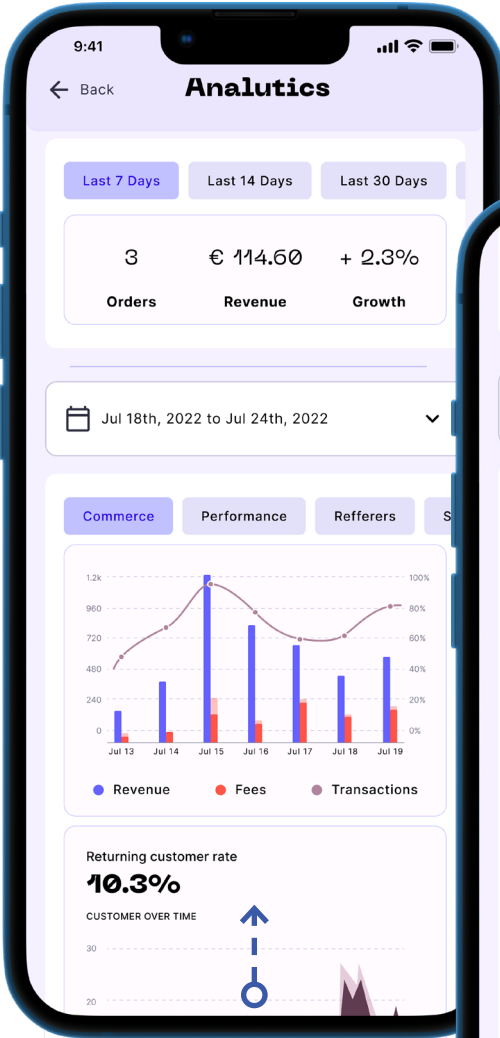 9:41
Back
Analutics
Last 7 Days Last 14 Days Last 30 Days
3 € 114.60 + 2.3%
Orders Revenue Growth
Jul 18th, 2022 to Jul 24th, 2022
Commerce Performance Refferers S
1.2k 100%
960 80%
720 60%
480 40%
240 20%
0 0%
Jul 13 Jul 14 Jul 15 Jul 16 Jul 17 Jul 18 Jul 19
Revenue Fees Transactions
Returning customer rate
10.3%
CUSTOMER OVER TIME
30
20